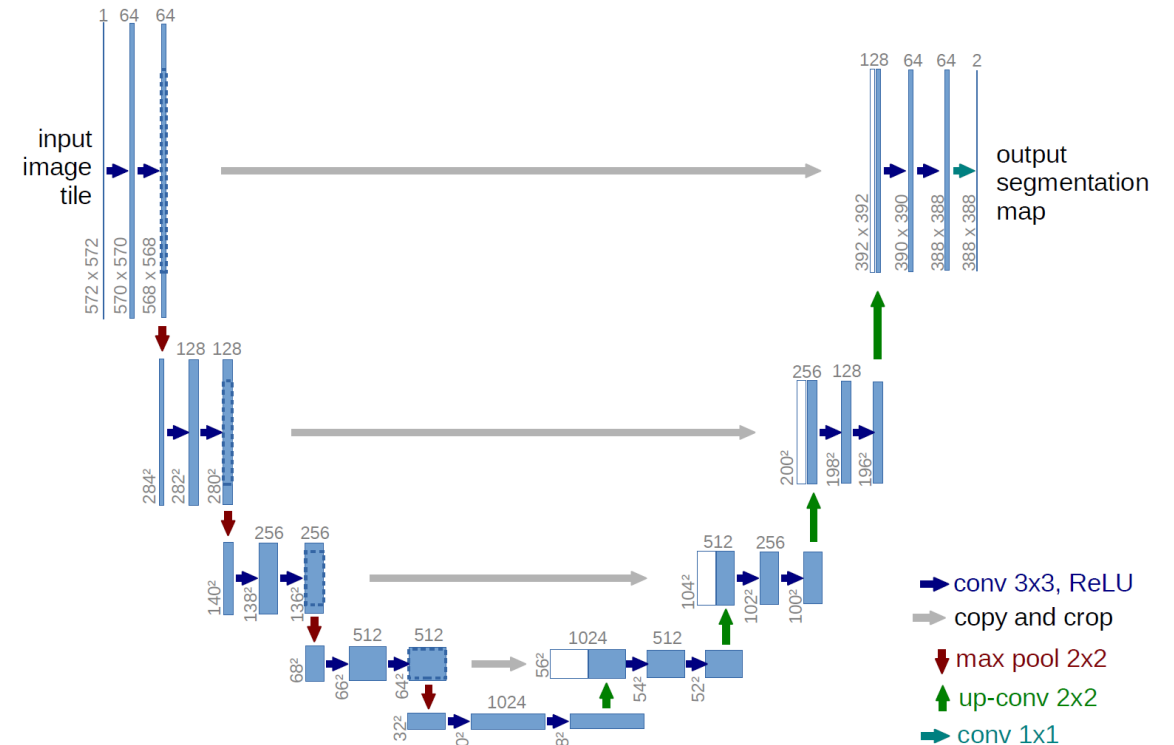 1 64 64
128 64 64 2
input
image
tile
output
segmentation
map
572 x 572
570 x 570
568 x 568
392 x 392
390 x 390
388 x 388
388 x 388
128 128
256 128
284²
282²
280²
200²
198²
196²
256 256
512 256
140²
138²
136²
104²
102²
100²
512 512
1024 512
68²
66²
64²
56²
54²
52²
1024
32²
conv 3x3, ReLU
copy and crop
max pool 2x2
up-conv 2x2
conv 1x1